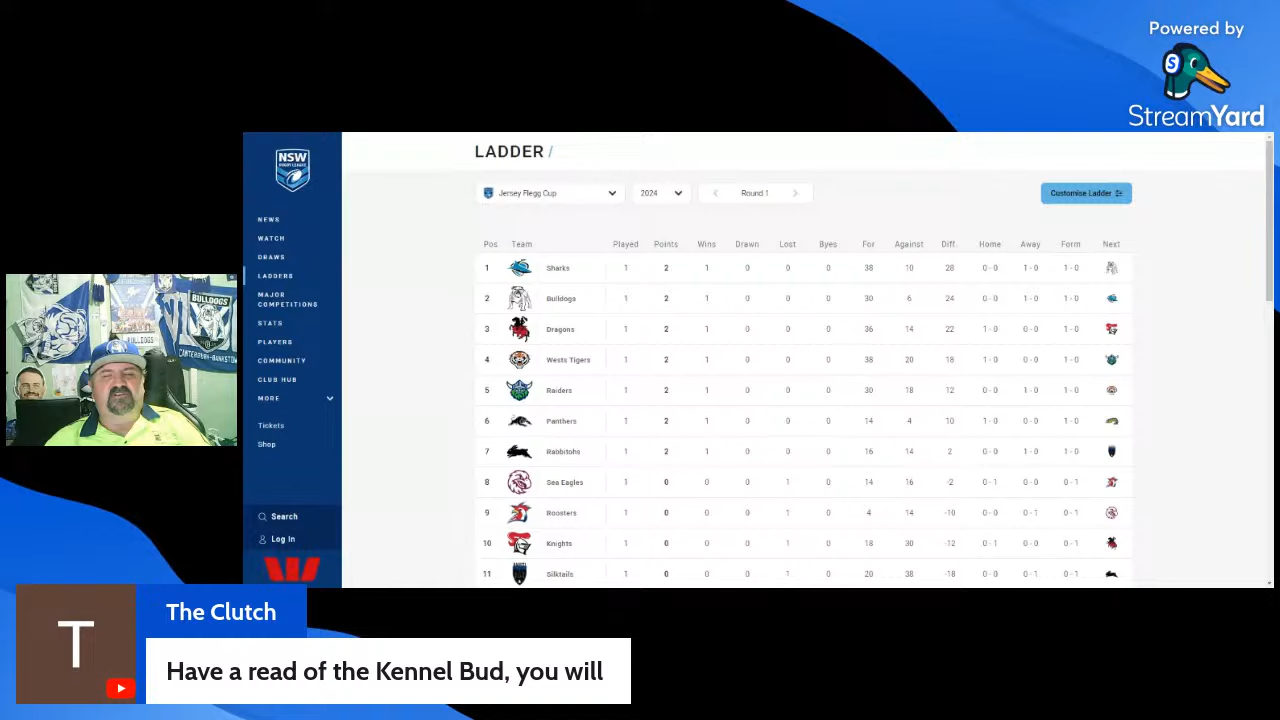 Powered by
StreamYard
NSW
RUGBY LEAGUE
NEWS
WATCH
DRAWS
LADDERS
MAJOR
COMPETITIONS
STATS
PLAYERS
COMMUNITY
CLUB HUB
MORE
Tickets
Shop
Search
Log In
LADDER /
Jersey Flegg Cup 2024 Round 1 Customise Ladder
Pos Team Played Points Wins Drawn Lost Byes For Against Diff Home Away Form Next
1 Sharks 1 2 1 0 0 0 38 10 28 0 - 0 1 - 0 1 - 0
2 Bulldogs 1 2 1 0 0 0 30 6 24 0 - 0 1 - 0 1 - 0
3 Dragons 1 2 1 0 0 0 36 14 22 1 - 0 0 - 0 1 - 0
4 Wests Tigers 1 2 1 0 0 0 38 20 18 1 - 0 0 - 0 1 - 0
5 Raiders 1 2 1 0 0 0 30 18 12 0 - 0 1 - 0 1 - 0
6 Panthers 1 2 1 0 0 0 14 4 10 1 - 0 0 - 0 1 - 0
7 Rabbitohs 1 2 1 0 0 0 16 14 2 0 - 0 1 - 0 1 - 0
8 Sea Eagles 1 0 0 0 1 0 14 16 -2 0 - 1 0 - 0 0 - 1
9 Roosters 1 0 0 0 1 0 4 14 -10 0 - 0 0 - 1 0 - 1
10 Knights 1 0 0 0 1 0 18 30 -12 0 - 1 0 - 0 0 - 1
11 Silktails 1 0 0 0 1 0 20 38 -18 0 - 0 0 - 1 0 - 1
BULLDOGS
CANTERBURY-BANKSTOWN
BULLDOGS
T
The Clutch
Have a read of the Kennel Bud, you will